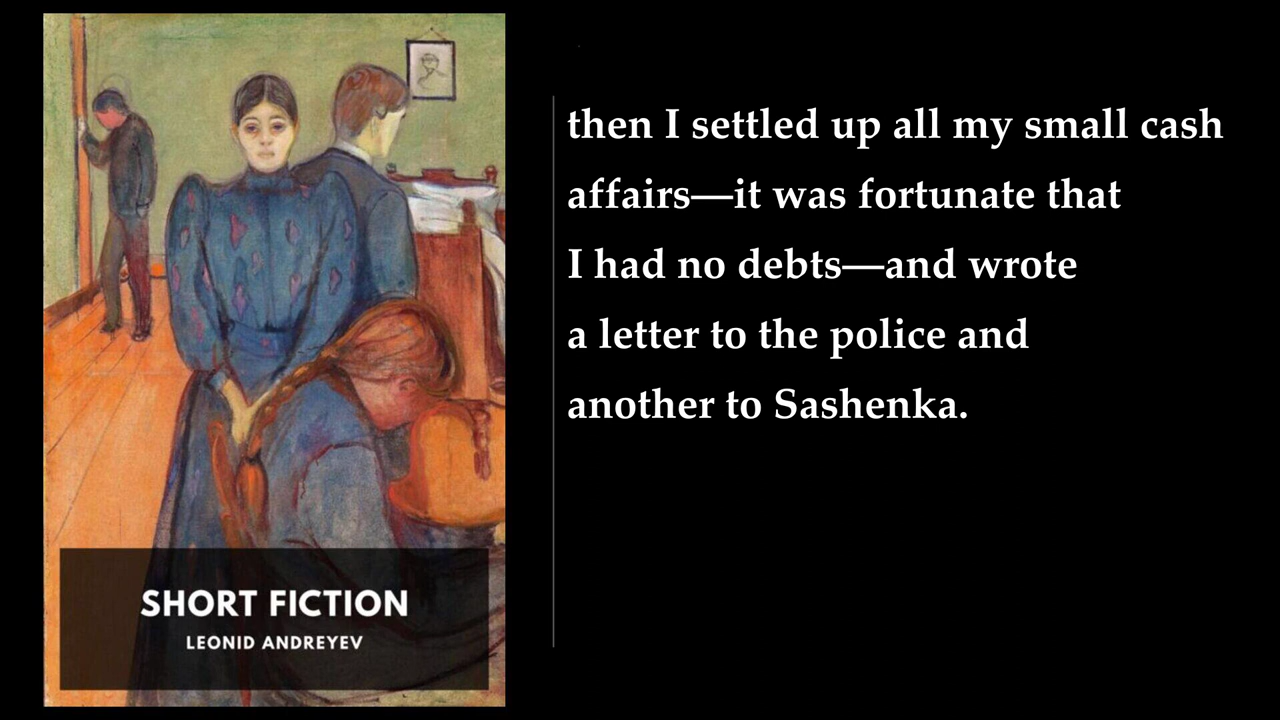 SHORT FICTION
LEONID ANDREYEV
then I settled up all my small cash
affairs—it was fortunate that
I had no debts—and wrote
a letter to the police and
another to Sashenka.